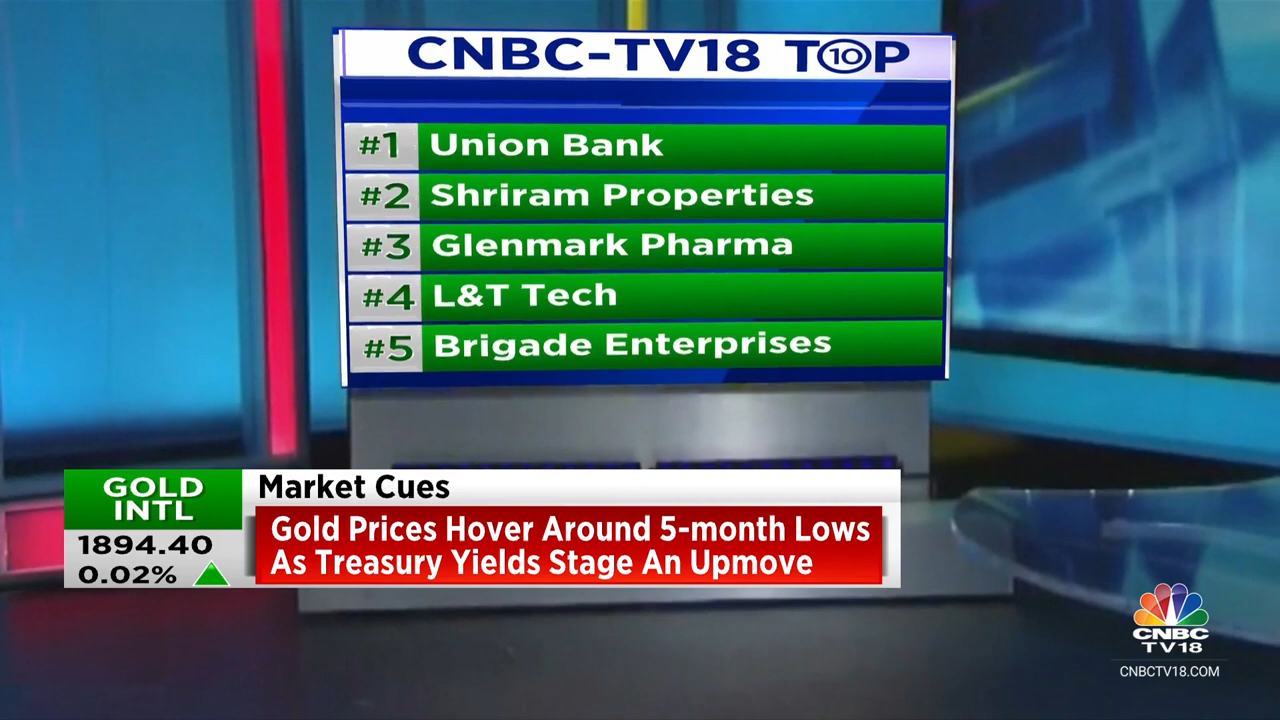 CNBC-TV18 TOP 10
#1 Union Bank
#2 Shriram Properties
#3 Glenmark Pharma
#4 L&T Tech
#5 Brigade Enterprises
GOLD
INTL
1894.40
0.02%
Market Cues
Gold Prices Hover Around 5-month Lows
As Treasury Yields Stage An Upmove
CNBC
TV18
CNBCTV18.COM